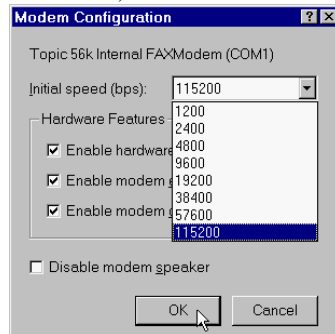 Modem Configuration
Topic 56k Internal FAXModem (COM1)
Initial speed (bps): 115200
1200
2400
Hardware Features
4800
Enable hardware
9600
Enable modem
19200
38400
Enable modem
57600
115200
Disable modem speaker
OK Cancel